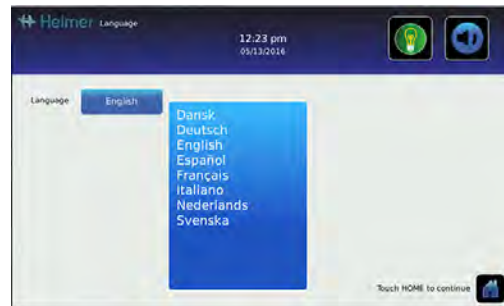 Helmer Language
12:23 pm
05/13/2016
Language English
Dansk
Deutsch
English
Español
Français
Italiano
Nederlands
Svenska
Touch HOME to continue